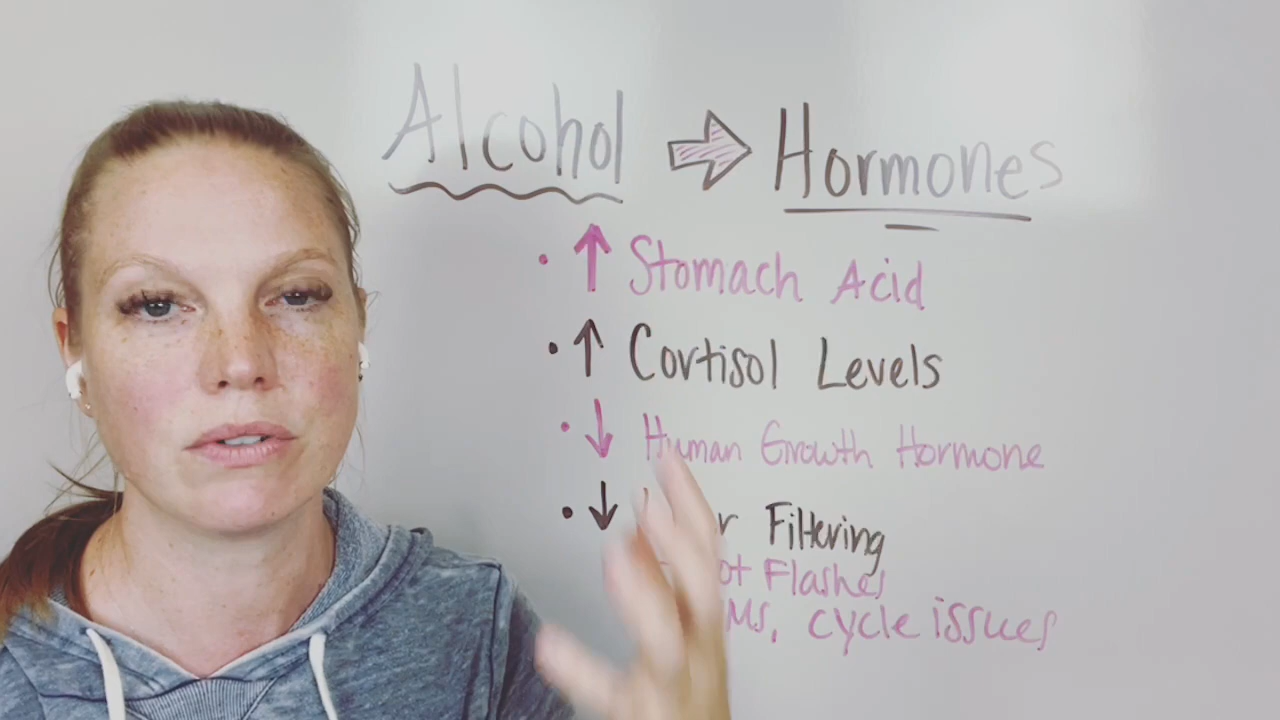 Alcohol ⇨ Hormones
• ↑ Stomach Acid
• ↑ Cortisol Levels
• ↓ Human Growth Hormone
• ↓ Filtering
Flashes
cycle issues